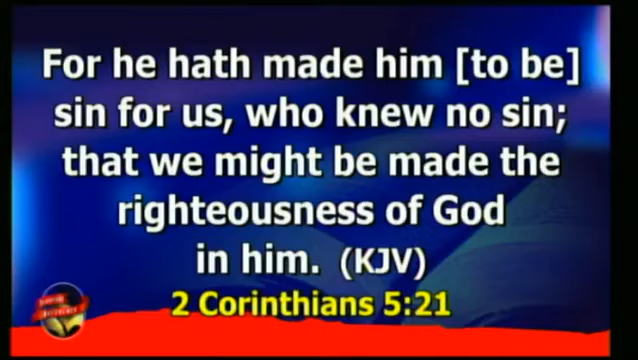 For he hath made him [to be]
sin for us, who knew no sin;
that we might be made the
righteousness of God
in him. (KJV)
2 Corinthians 5:21